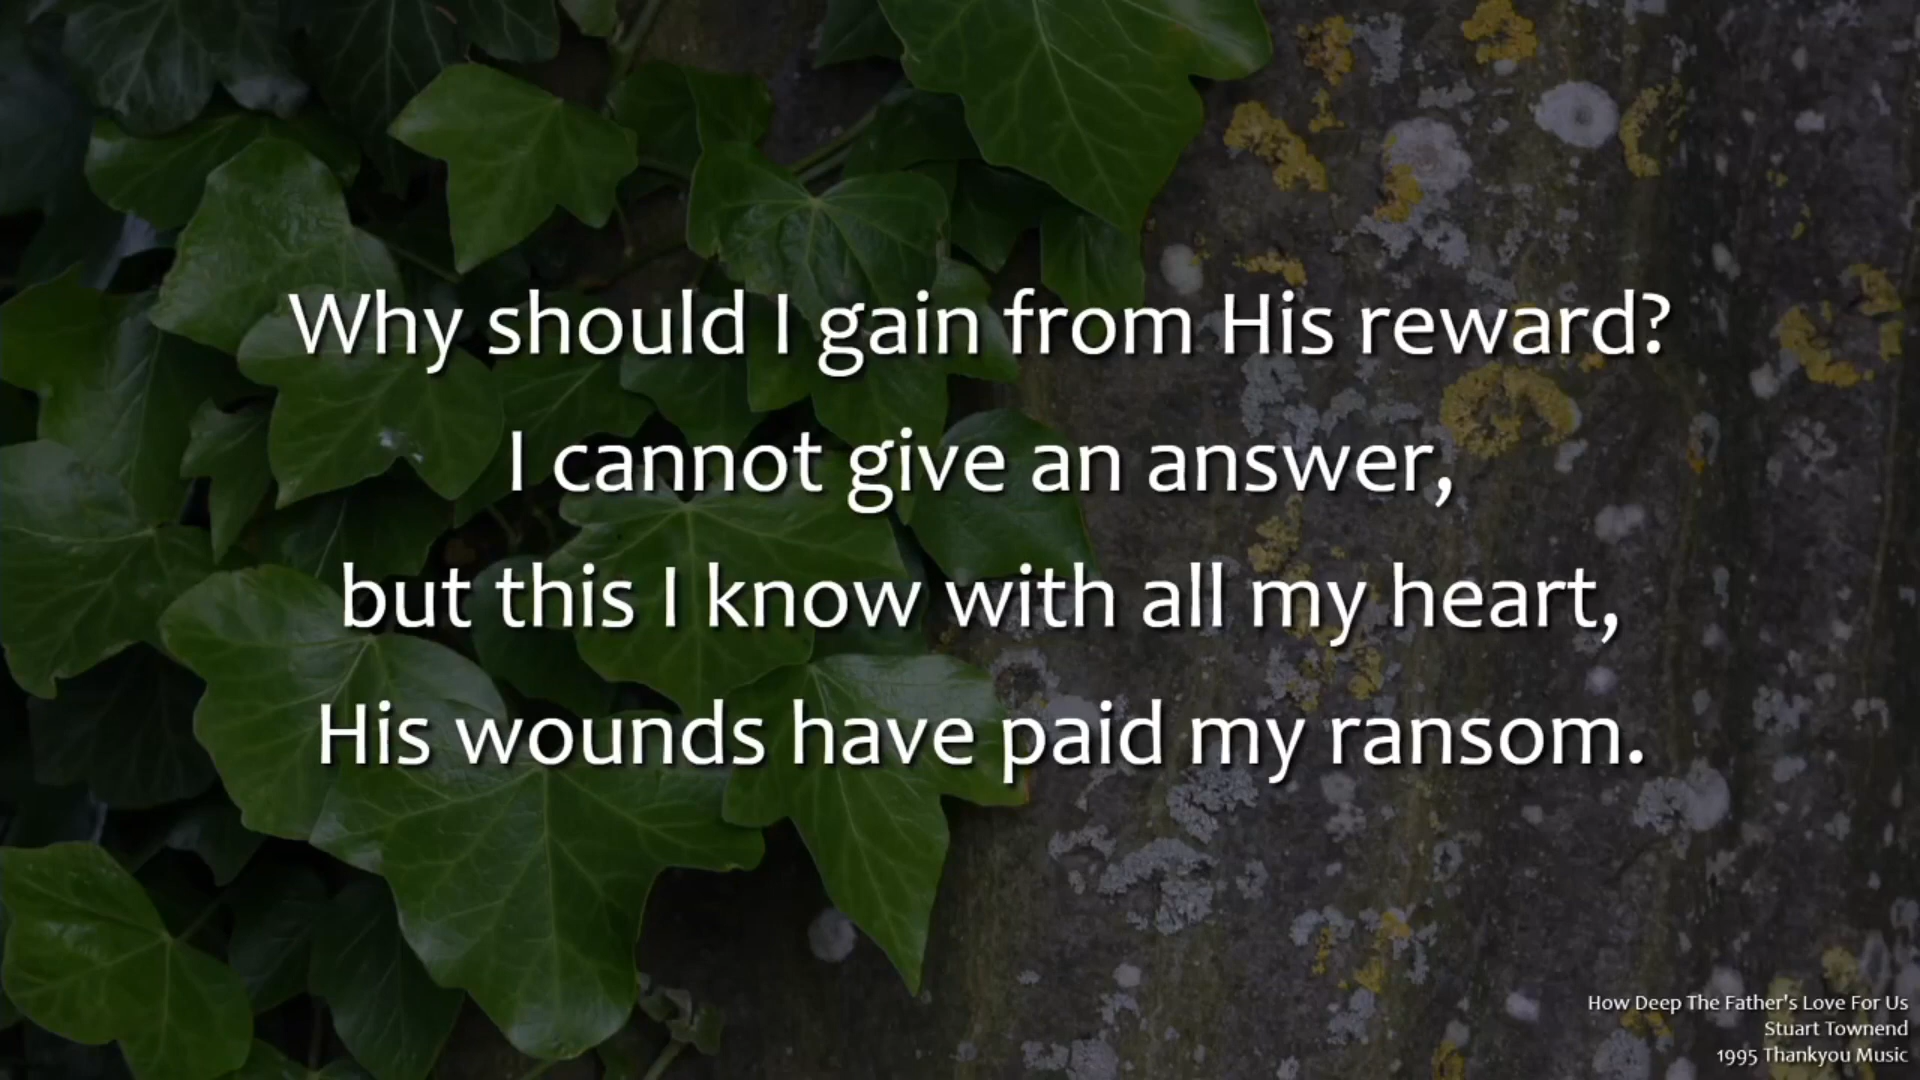 Why should I gain from His reward?
I cannot give an answer,
but this I know with all my heart,
His wounds have paid my ransom.
How Deep The Father's Love For Us
Stuart Townend
1995 Thankyou Music